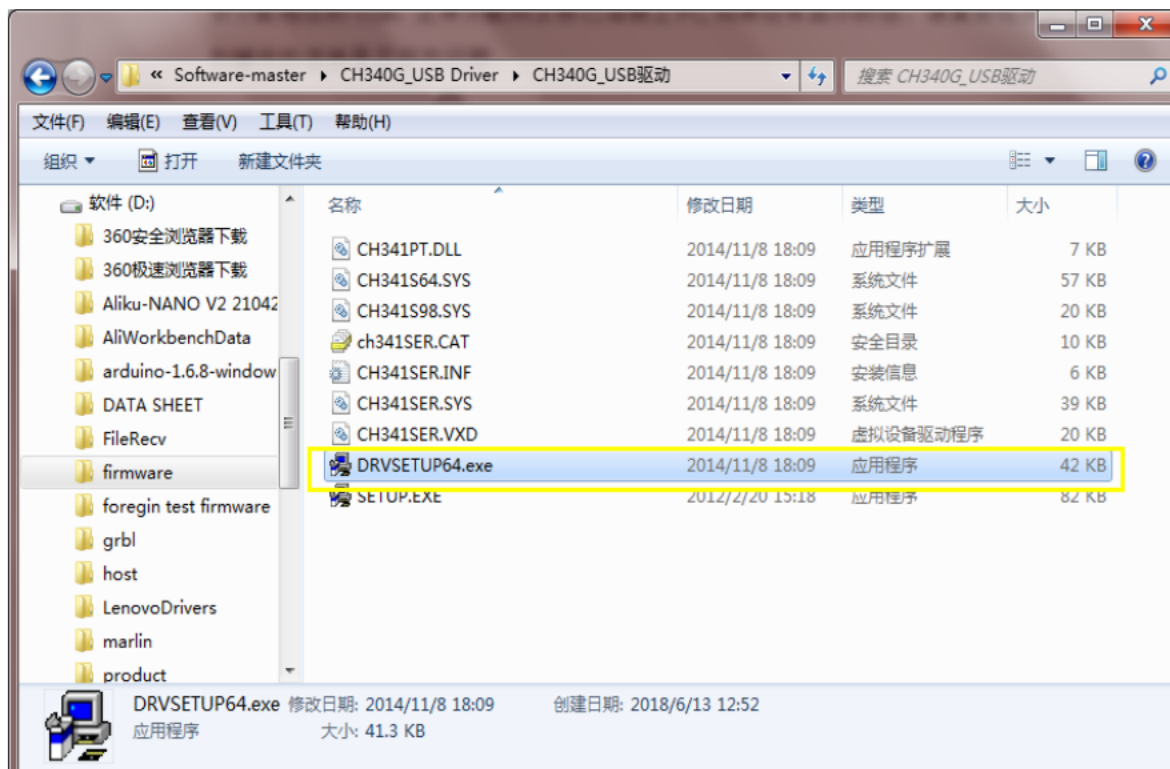 « Software-master ▸ CH340G_USB Driver ▸ CH340G_USB驱动
搜索 CH340G_USB驱动
文件(F) 编辑(E) 查看(V) 工具(T) 帮助(H)
组织 打开 新建文件夹
软件 (D:)
360安全浏览器下载
360极速浏览器下载
Aliku-NANO V2 21042
AliWorkbenchData
arduino-1.6.8-window
DATA SHEET
FileRecv
firmware
foregin test firmware
grbl
host
LenovoDrivers
marlin
product
名称 修改日期 类型 大小
CH341PT.DLL 2014/11/8 18:09 应用程序扩展 7 KB
CH341S64.SYS 2014/11/8 18:09 系统文件 57 KB
CH341S98.SYS 2014/11/8 18:09 系统文件 20 KB
ch341SER.CAT 2014/11/8 18:09 安全目录 10 KB
CH341SER.INF 2014/11/8 18:09 安装信息 6 KB
CH341SER.SYS 2014/11/8 18:09 系统文件 39 KB
CH341SER.VXD 2014/11/8 18:09 虚拟设备驱动程序 20 KB
DRVSETUP64.exe 2014/11/8 18:09 应用程序 42 KB
SETUP.EXE 2012/2/20 15:18 应用程序 82 KB
DRVSETUP64.exe 修改日期: 2014/11/8 18:09 创建日期: 2018/6/13 12:52
应用程序 大小: 41.3 KB